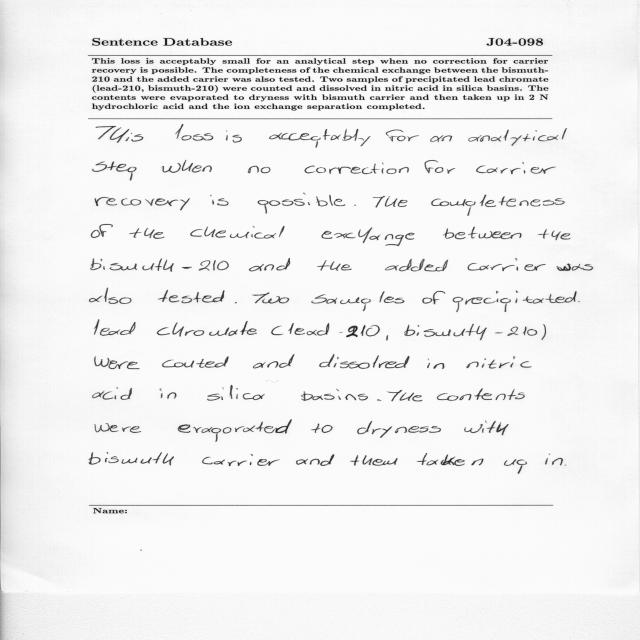 Sentence Database J04-098
This loss is acceptably small for an analytical step when no correction for carrier
recovery is possible. The completeness of the chemical exchange between the bismuth-
210 and the added carrier was also tested. Two samples of precipitated lead chromate
(lead-210, bismuth-210) were counted and dissolved in nitric acid in silica basins. The
contents were evaporated to dryness with bismuth carrier and then taken up in 2 N
hydrochloric acid and the ion exchange separation completed.
This loss is acceptably for an analytical
step when no correction for carrier
recovery is possible. The completeness
of the chemical exchange between the
bismuth-210 and the added carrier was
also tested. Two samples of precipitated.
lead chromate (lead-210, bismuth-210)
were couted and dissolred in nitric
acid in silica basins. The contents
were evaporated to dryness with
bismuth carrier and them taken up in.
Name: